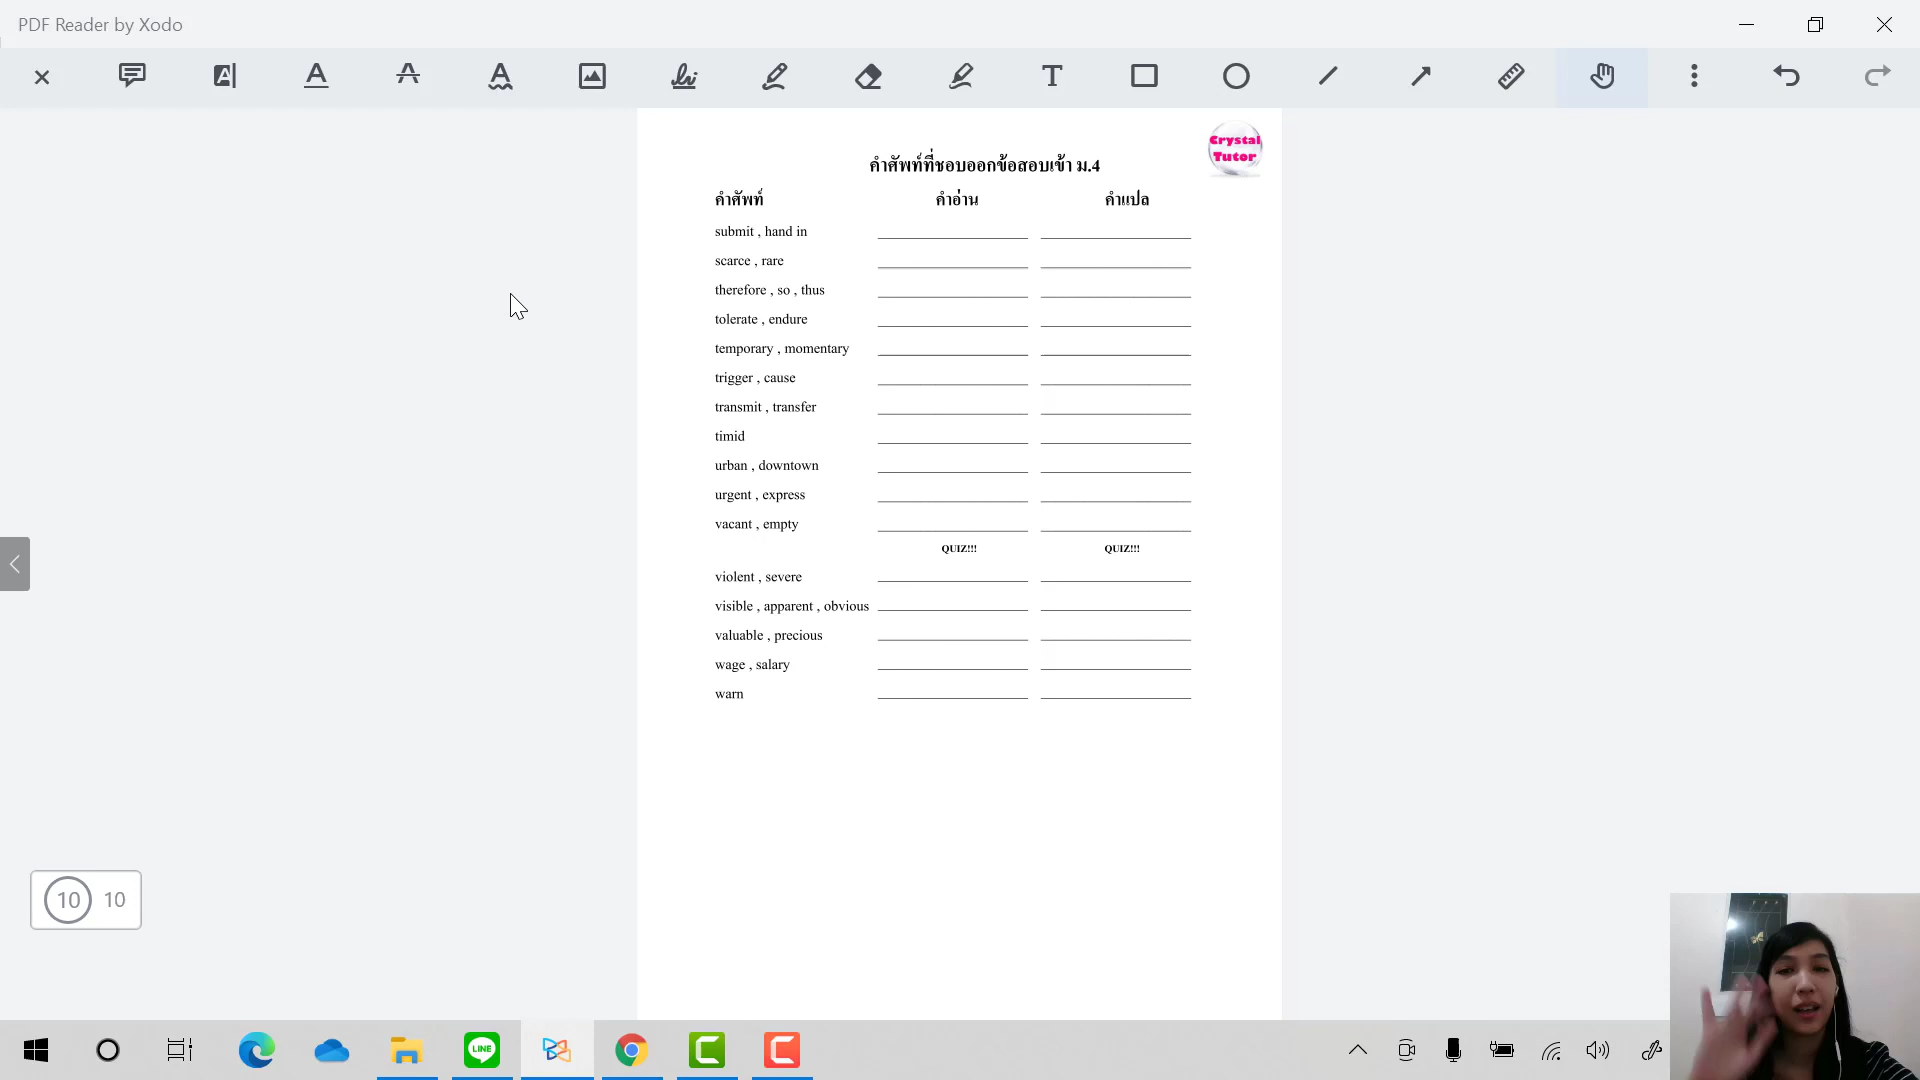 PDF Reader by Xodo
Crystal
Tutor
คำศัพท์ที่ชอบออกข้อสอบเข้า ม.4
คำศัพท์ คำอ่าน คำแปล
submit , hand in
scarce , rare
therefore , so , thus
tolerate , endure
temporary , momentary
trigger , cause
transmit , transfer
timid
urban , downtown
urgent , express
vacant , empty
QUIZ!!! QUIZ!!!
violent , severe
visible , apparent , obvious
valuable , precious
wage , salary
warn
10 10
LINE